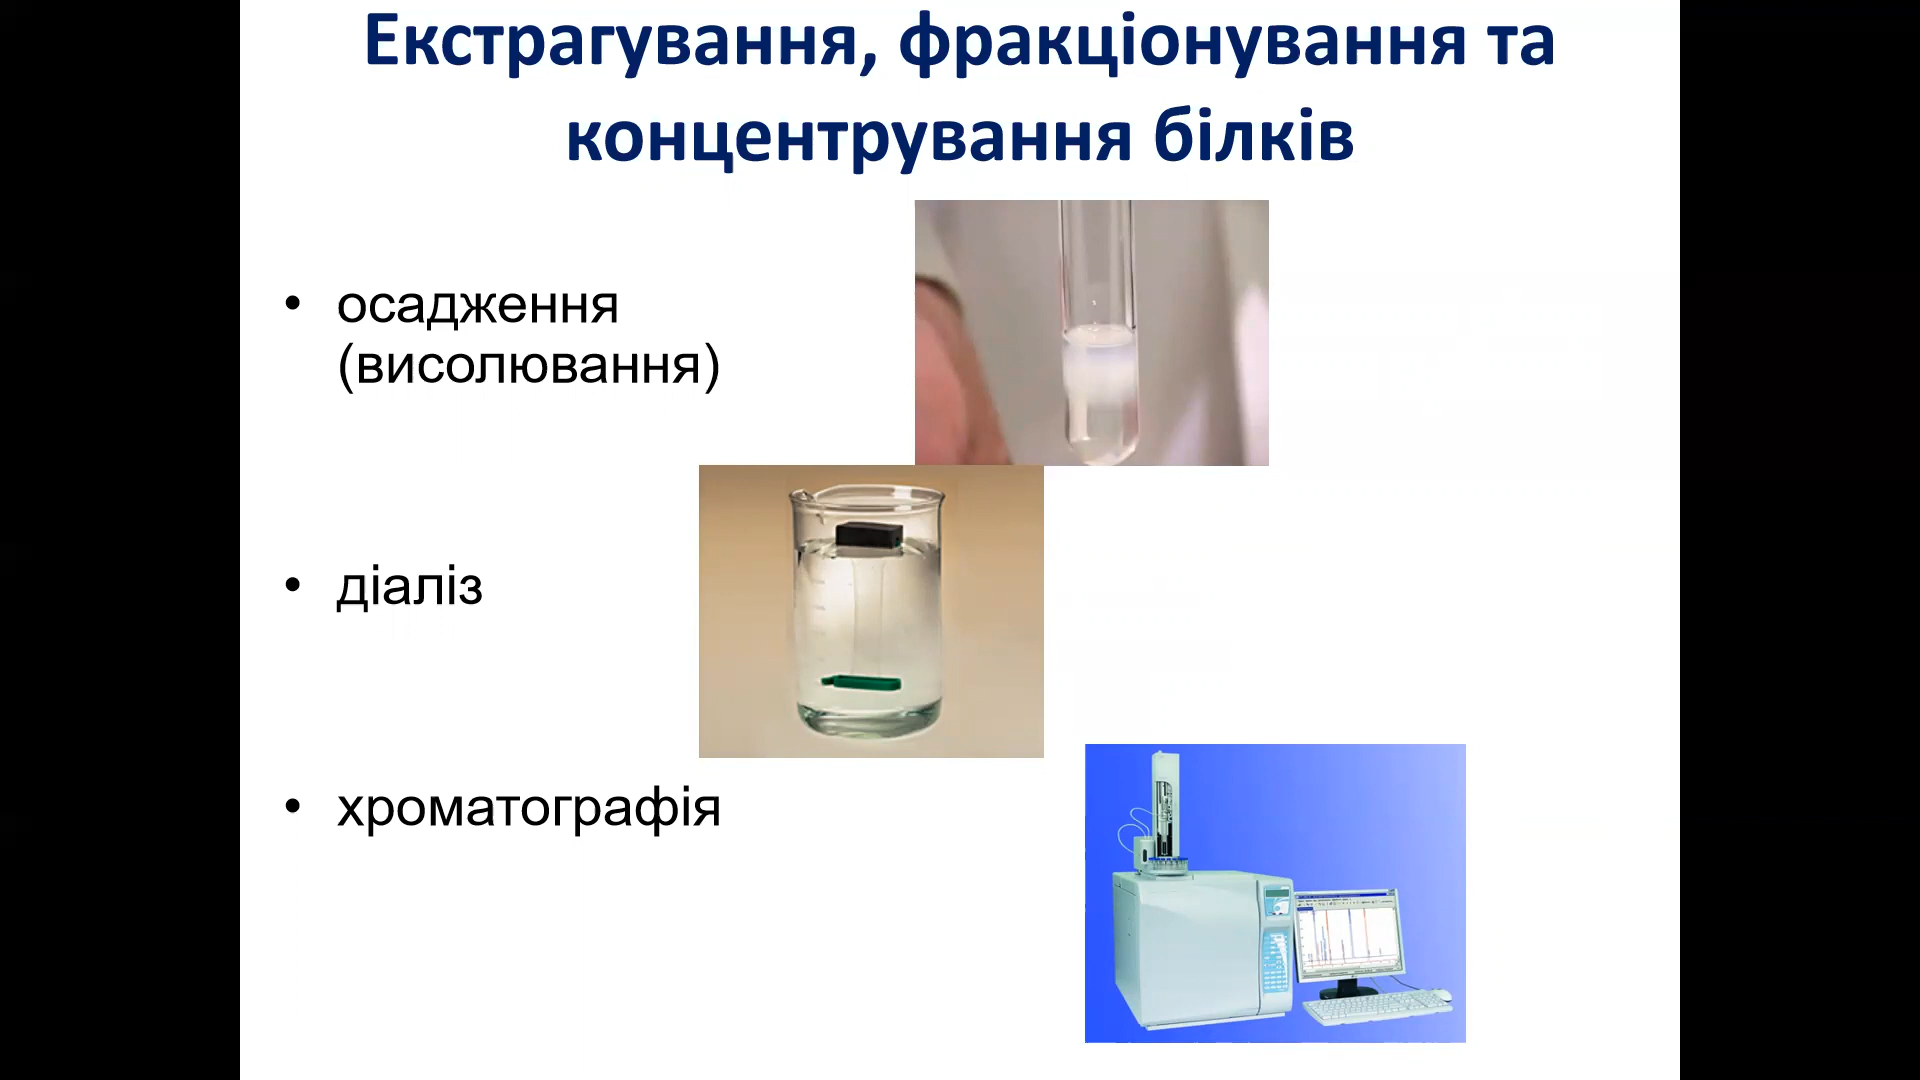 Екстрагування, фракціонування та
концентрування білків
• осадження
(висолювання)
• діаліз
• хроматографія